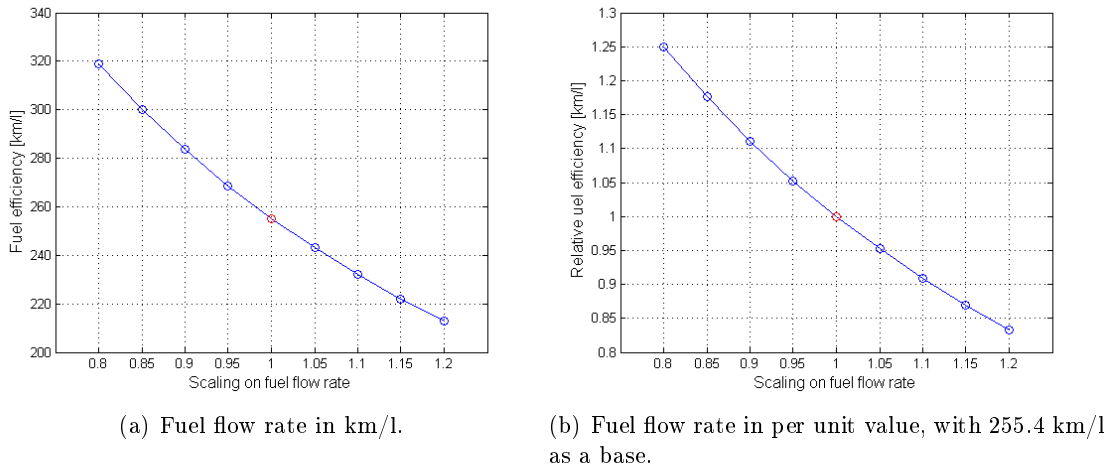 340
320
300
280
260
240
220
200
0.8 0.85 0.9 0.95 1 1.05 1.1 1.15 1.2
Scaling on fuel flow rate
Fuel efficiency [km/l]
(a) Fuel flow rate in km/l.
1.3
1.25
1.2
1.15
1.1
1.05
1
0.95
0.9
0.85
0.8
0.8 0.85 0.9 0.95 1 1.05 1.1 1.15 1.2
Scaling on fuel flow rate
Relative uel efficiency [km/l]
(b) Fuel flow rate in per unit value, with 255.4 km/l
as a base.